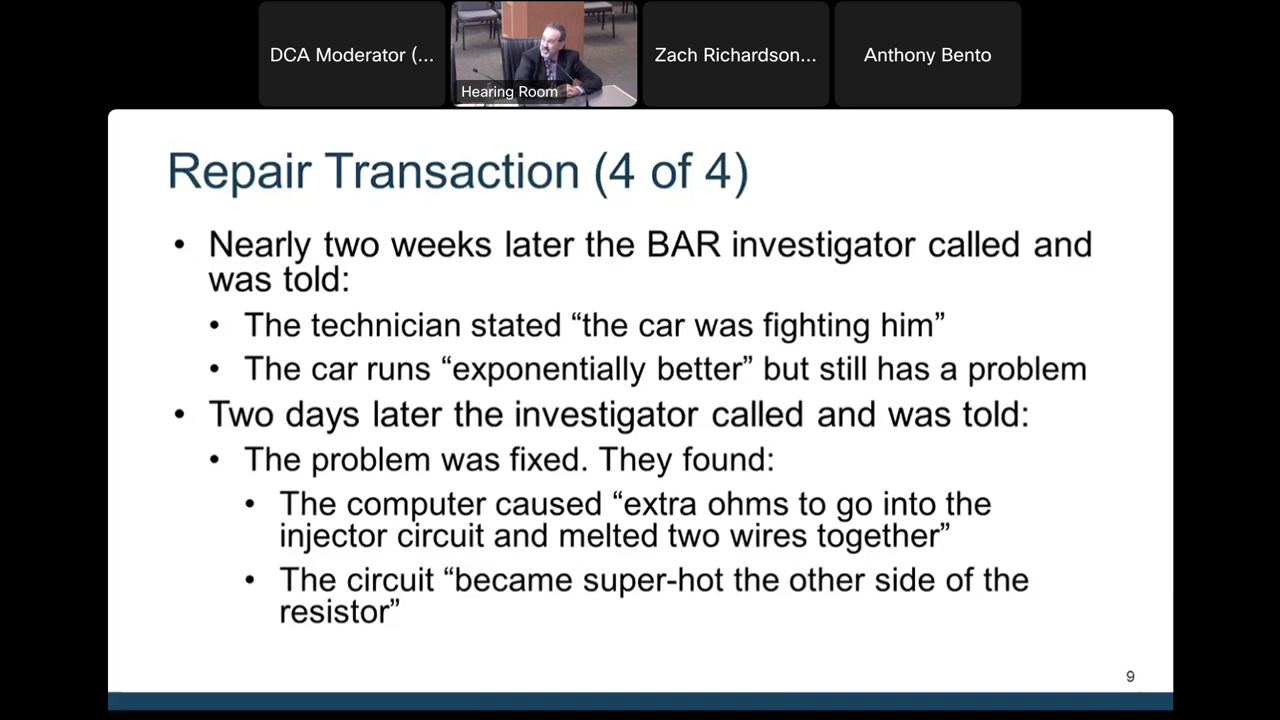 DCA Moderator (...
Hearing Room
Zach Richardson...
Anthony Bento
Repair Transaction (4 of 4)
• Nearly two weeks later the BAR investigator called and
was told:
• The technician stated “the car was fighting him”
• The car runs “exponentially better” but still has a problem
• Two days later the investigator called and was told:
• The problem was fixed. They found:
• The computer caused “extra ohms to go into the
injector circuit and melted two wires together”
• The circuit “became super-hot the other side of the
resistor”
9